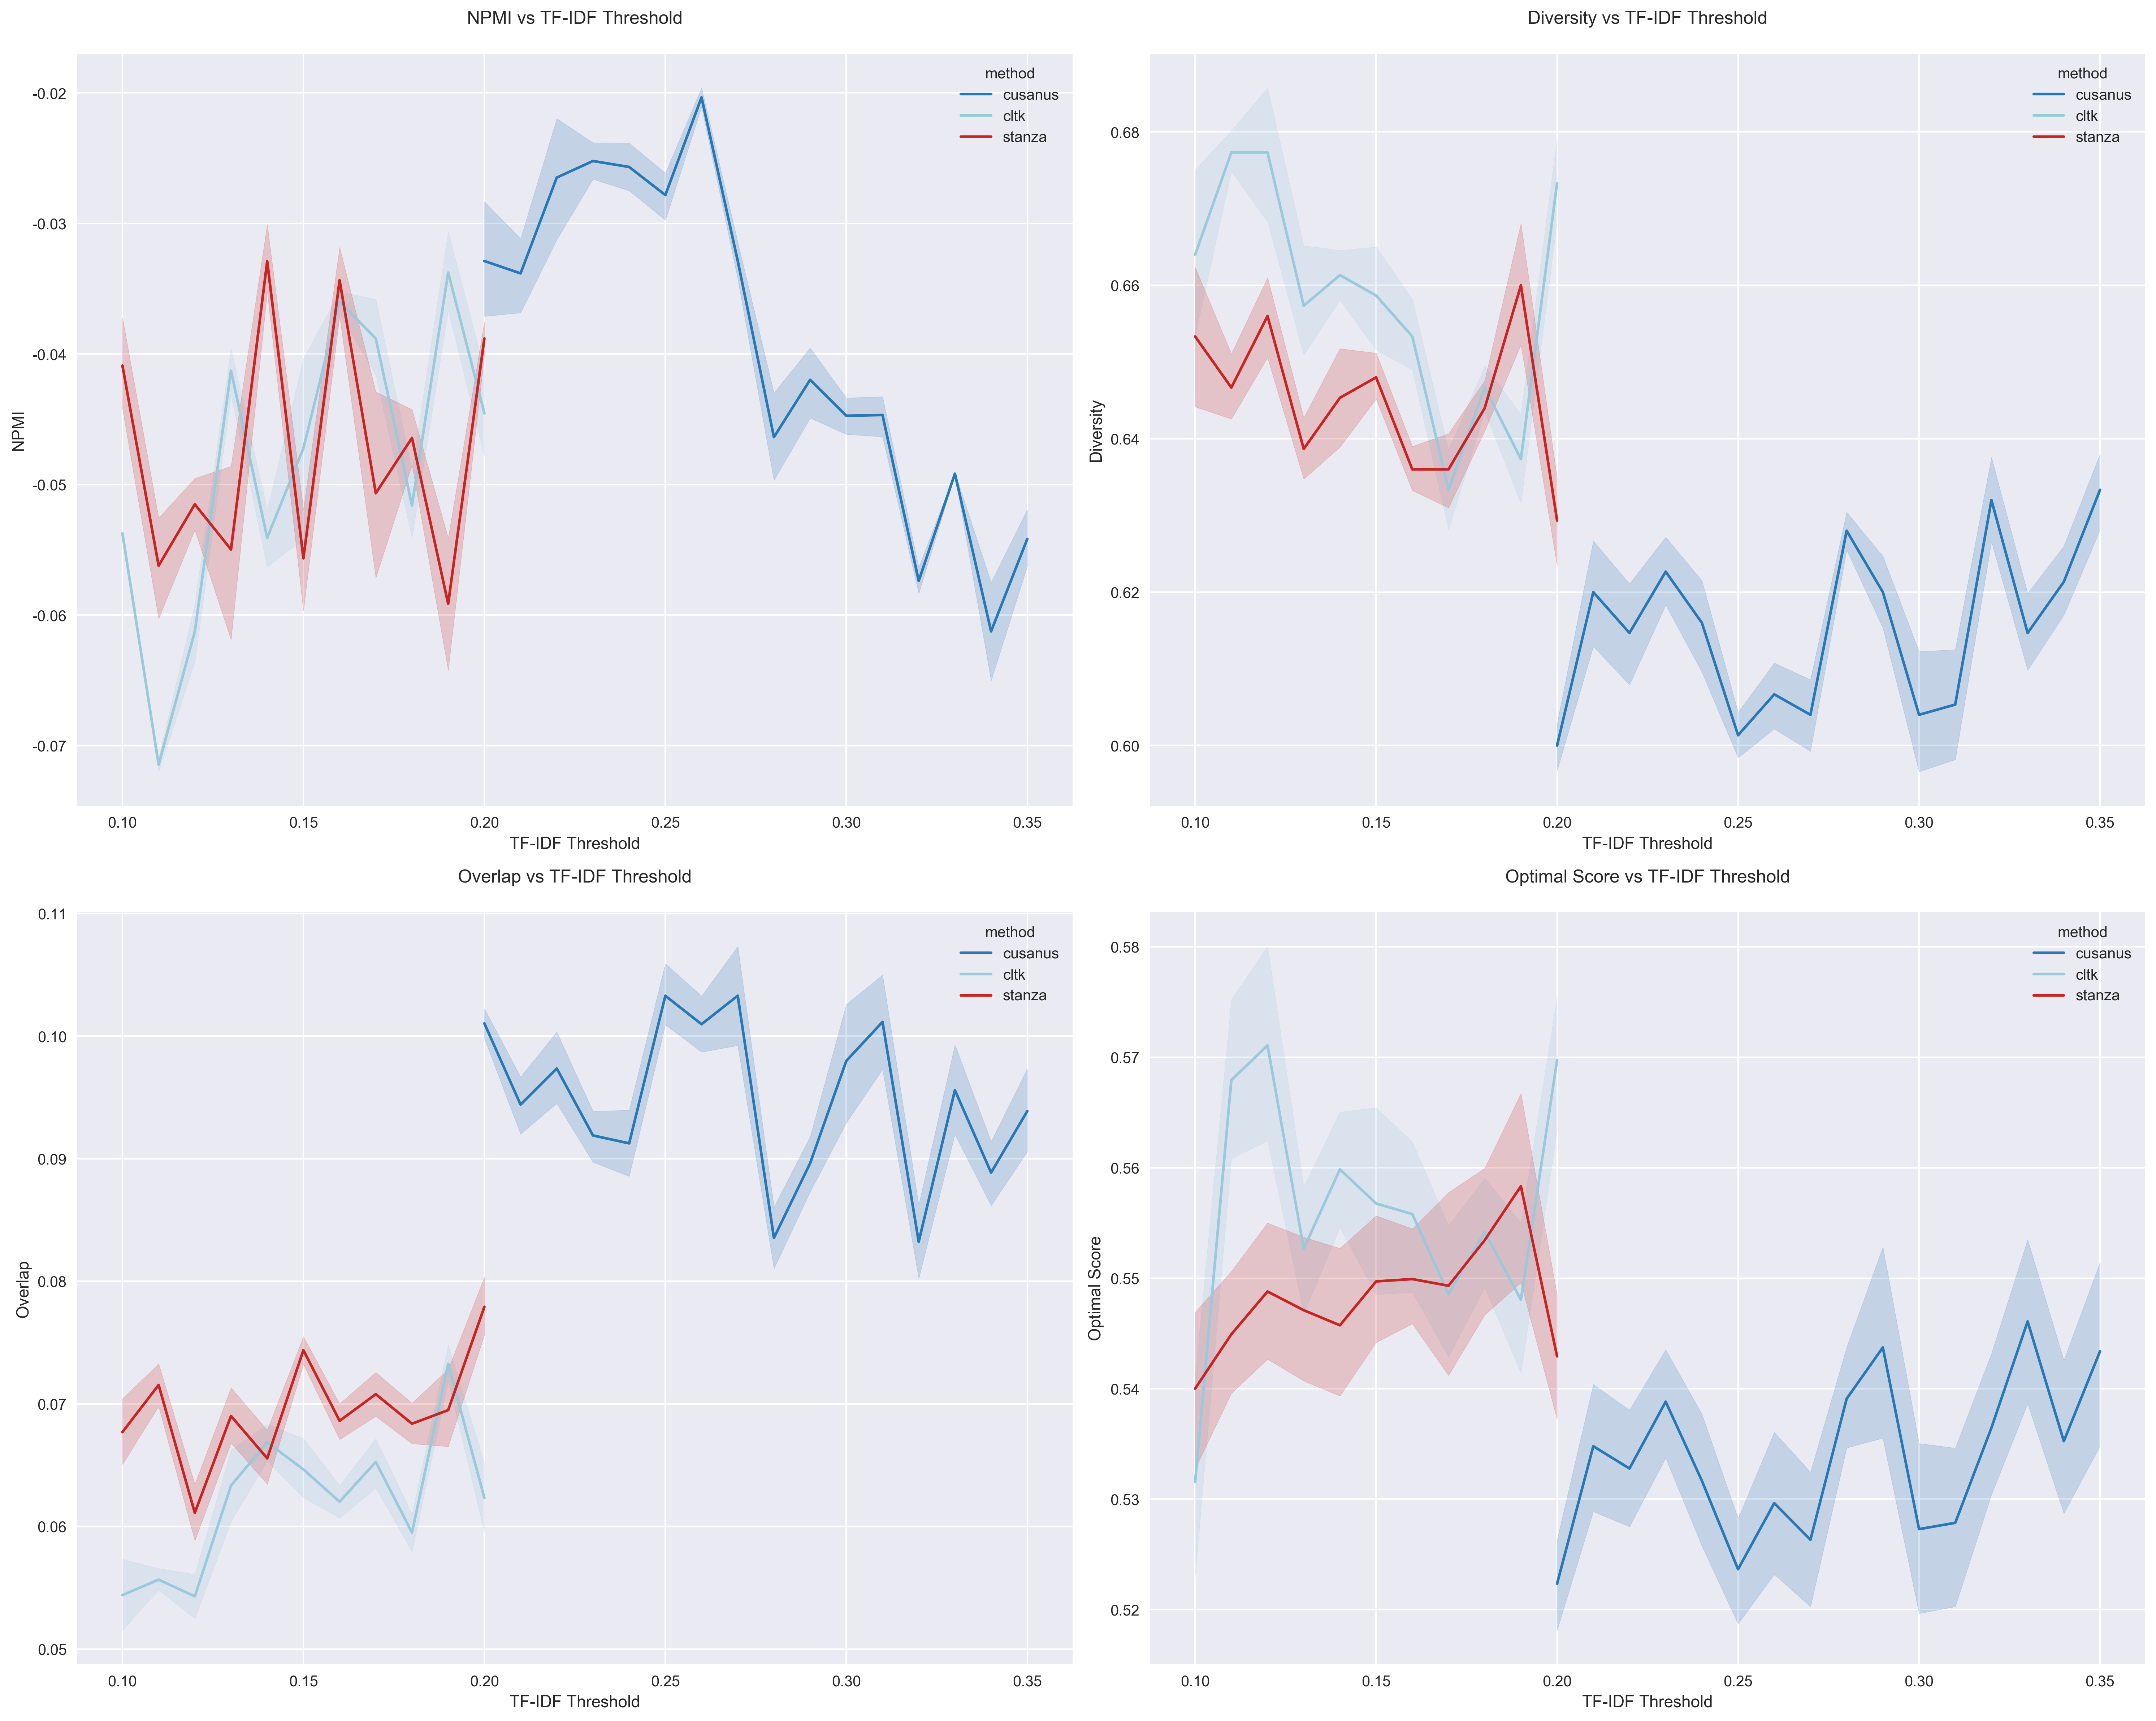 NPMI vs TF-IDF Threshold
method
cusanus
cltk
stanza
-0.02
-0.03
-0.04
-0.05
-0.06
-0.07
NPMI
0.10 0.15 0.20 0.25 0.30 0.35
TF-IDF Threshold
Diversity vs TF-IDF Threshold
method
cusanus
cltk
stanza
0.68
0.66
0.64
0.62
0.60
Diversity
0.10 0.15 0.20 0.25 0.30 0.35
TF-IDF Threshold
Overlap vs TF-IDF Threshold
method
cusanus
cltk
stanza
0.11
0.10
0.09
0.08
0.07
0.06
0.05
Overlap
0.10 0.15 0.20 0.25 0.30 0.35
TF-IDF Threshold
Optimal Score vs TF-IDF Threshold
method
cusanus
cltk
stanza
0.58
0.57
0.56
0.55
0.54
0.53
0.52
Optimal Score
0.10 0.15 0.20 0.25 0.30 0.35
TF-IDF Threshold